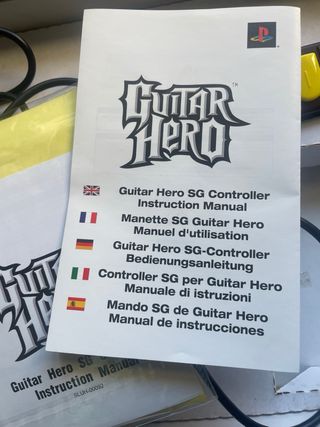 GUITAR
HERO
TM
Guitar Hero SG Controller
Instruction Manual
Manette SG Guitar Hero
Manuel d'utilisation
Guitar Hero SG-Controller
Bedienungsanleitung
Controller SG per Guitar Hero
Manuale di istruzioni
Mando SG de Guitar Hero
Manual de instrucciones
Guitar Hero SG
Instruction Manual